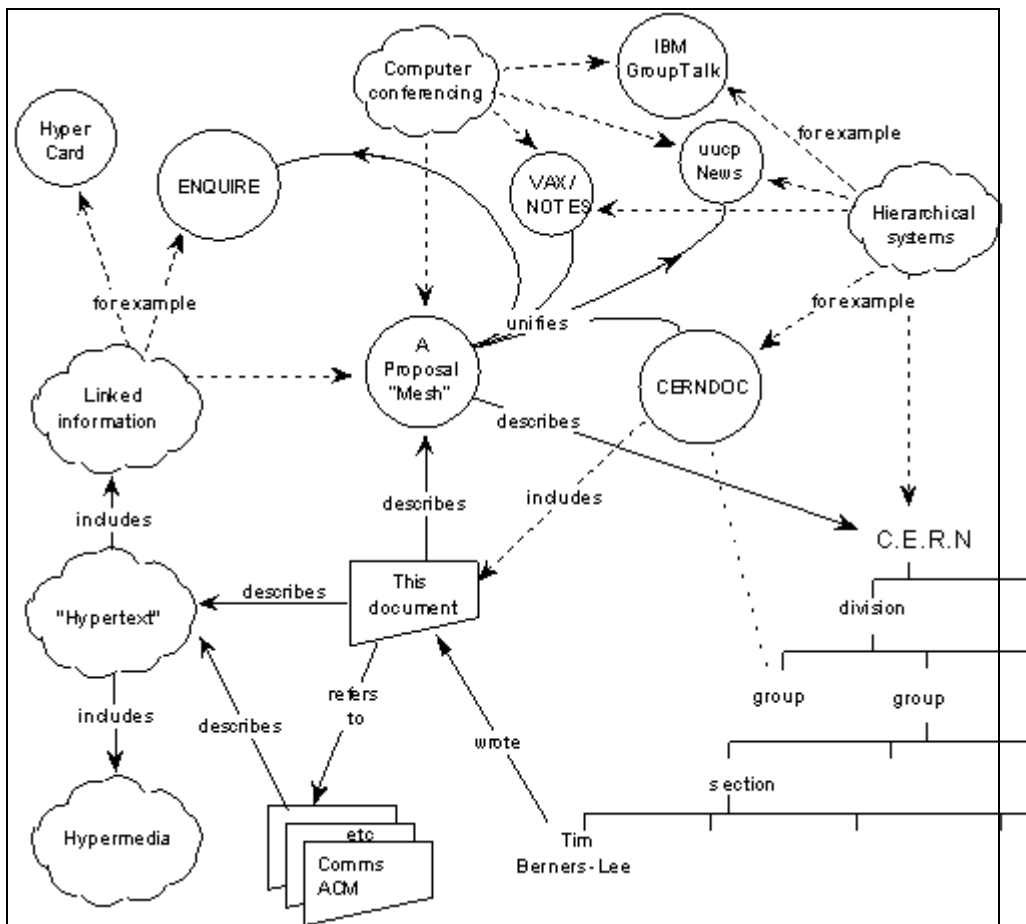 IBM
GroupTalk
Computer
conferencing
Hyper
Card
for example
uucp
News
ENQUIRE
VAX/
NOTES
Hierarchical
systems
for example
for example
unifies
A
Proposal
"Mesh"
CERNDOC
Linked
information
describes
includes
describes
includes
C.E.R.N
This
document
describes
"Hypertext"
division
refers
to
group
group
includes
describes
wrote
section
Hypermedia
etc
Tim
Berners-Lee
Comms
ACM